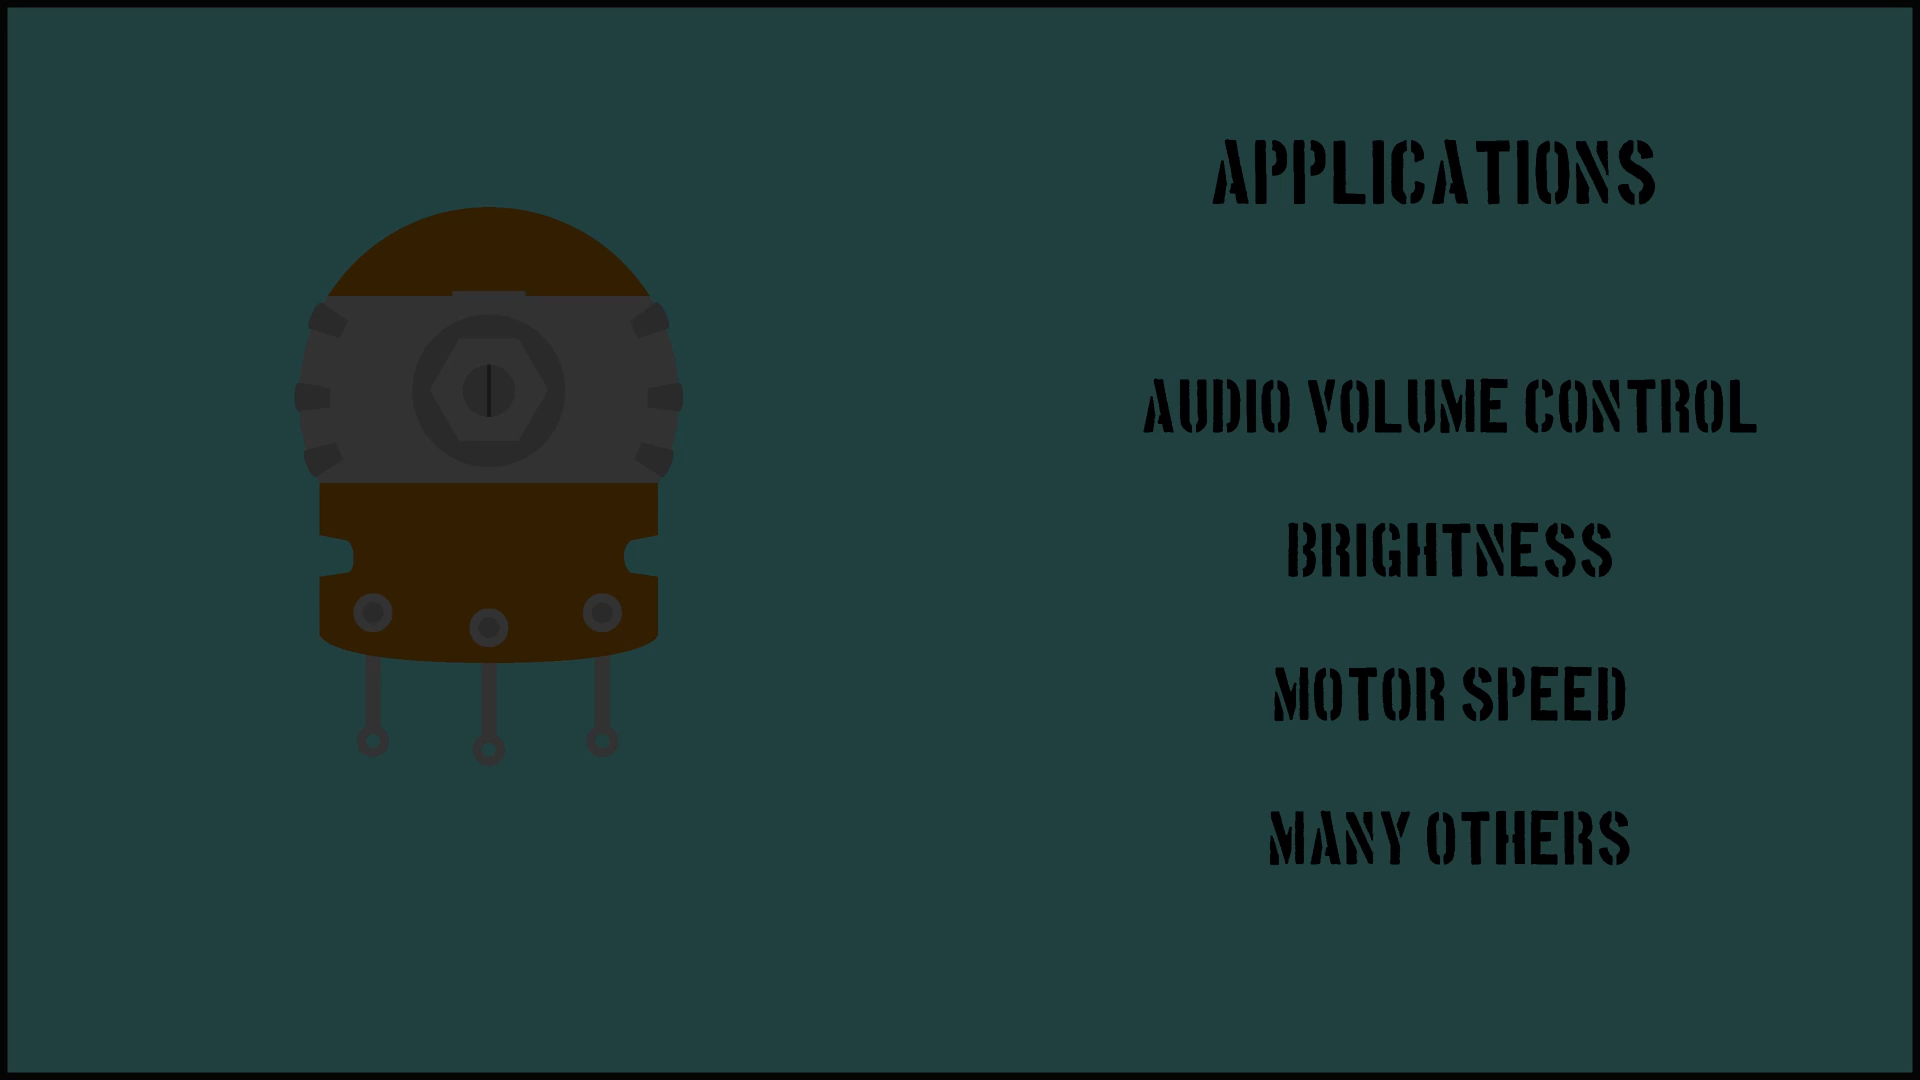 APPLICATIONS
AUDIO VOLUME CONTROL
BRIGHTNESS
MOTOR SPEED
MANY OTHERS